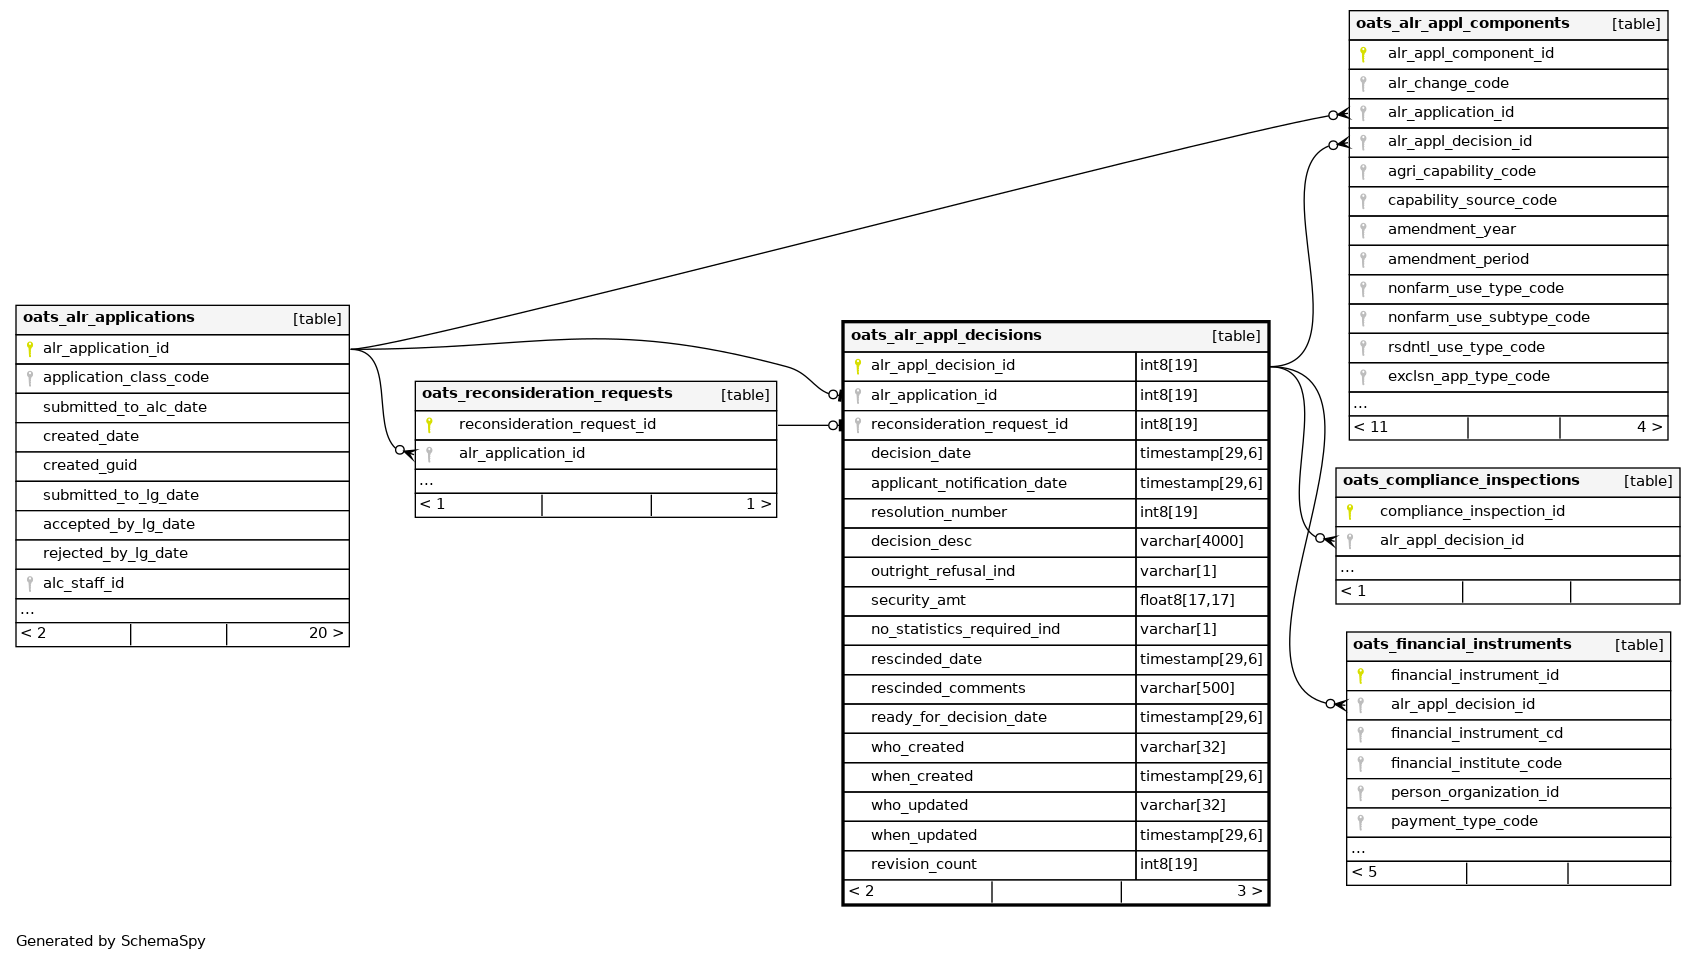 oats_alr_appl_components [table]
alr_appl_component_id
alr_change_code
alr_application_id
alr_appl_decision_id
agri_capability_code
capability_source_code
amendment_year
amendment_period
nonfarm_use_type_code
nonfarm_use_subtype_code
rsdntl_use_type_code
exclsn_app_type_code
...
< 11 4 >
oats_alr_applications [table]
alr_application_id
application_class_code
submitted_to_alc_date
created_date
created_guid
submitted_to_lg_date
accepted_by_lg_date
rejected_by_lg_date
alc_staff_id
...
< 2 20 >
oats_reconsideration_requests [table]
reconsideration_request_id
alr_application_id
...
< 1 1 >
oats_alr_appl_decisions [table]
alr_appl_decision_id int8[19]
alr_application_id int8[19]
reconsideration_request_id int8[19]
decision_date timestamp[29,6]
applicant_notification_date timestamp[29,6]
resolution_number int8[19]
decision_desc varchar[4000]
outright_refusal_ind varchar[1]
security_amt float8[17,17]
no_statistics_required_ind varchar[1]
rescinded_date timestamp[29,6]
rescinded_comments varchar[500]
ready_for_decision_date timestamp[29,6]
who_created varchar[32]
when_created timestamp[29,6]
who_updated varchar[32]
when_updated timestamp[29,6]
revision_count int8[19]
< 2 3 >
oats_compliance_inspections [table]
compliance_inspection_id
alr_appl_decision_id
...
< 1
oats_financial_instruments [table]
financial_instrument_id
alr_appl_decision_id
financial_instrument_cd
financial_institute_code
person_organization_id
payment_type_code
...
< 5
Generated by SchemaSpy